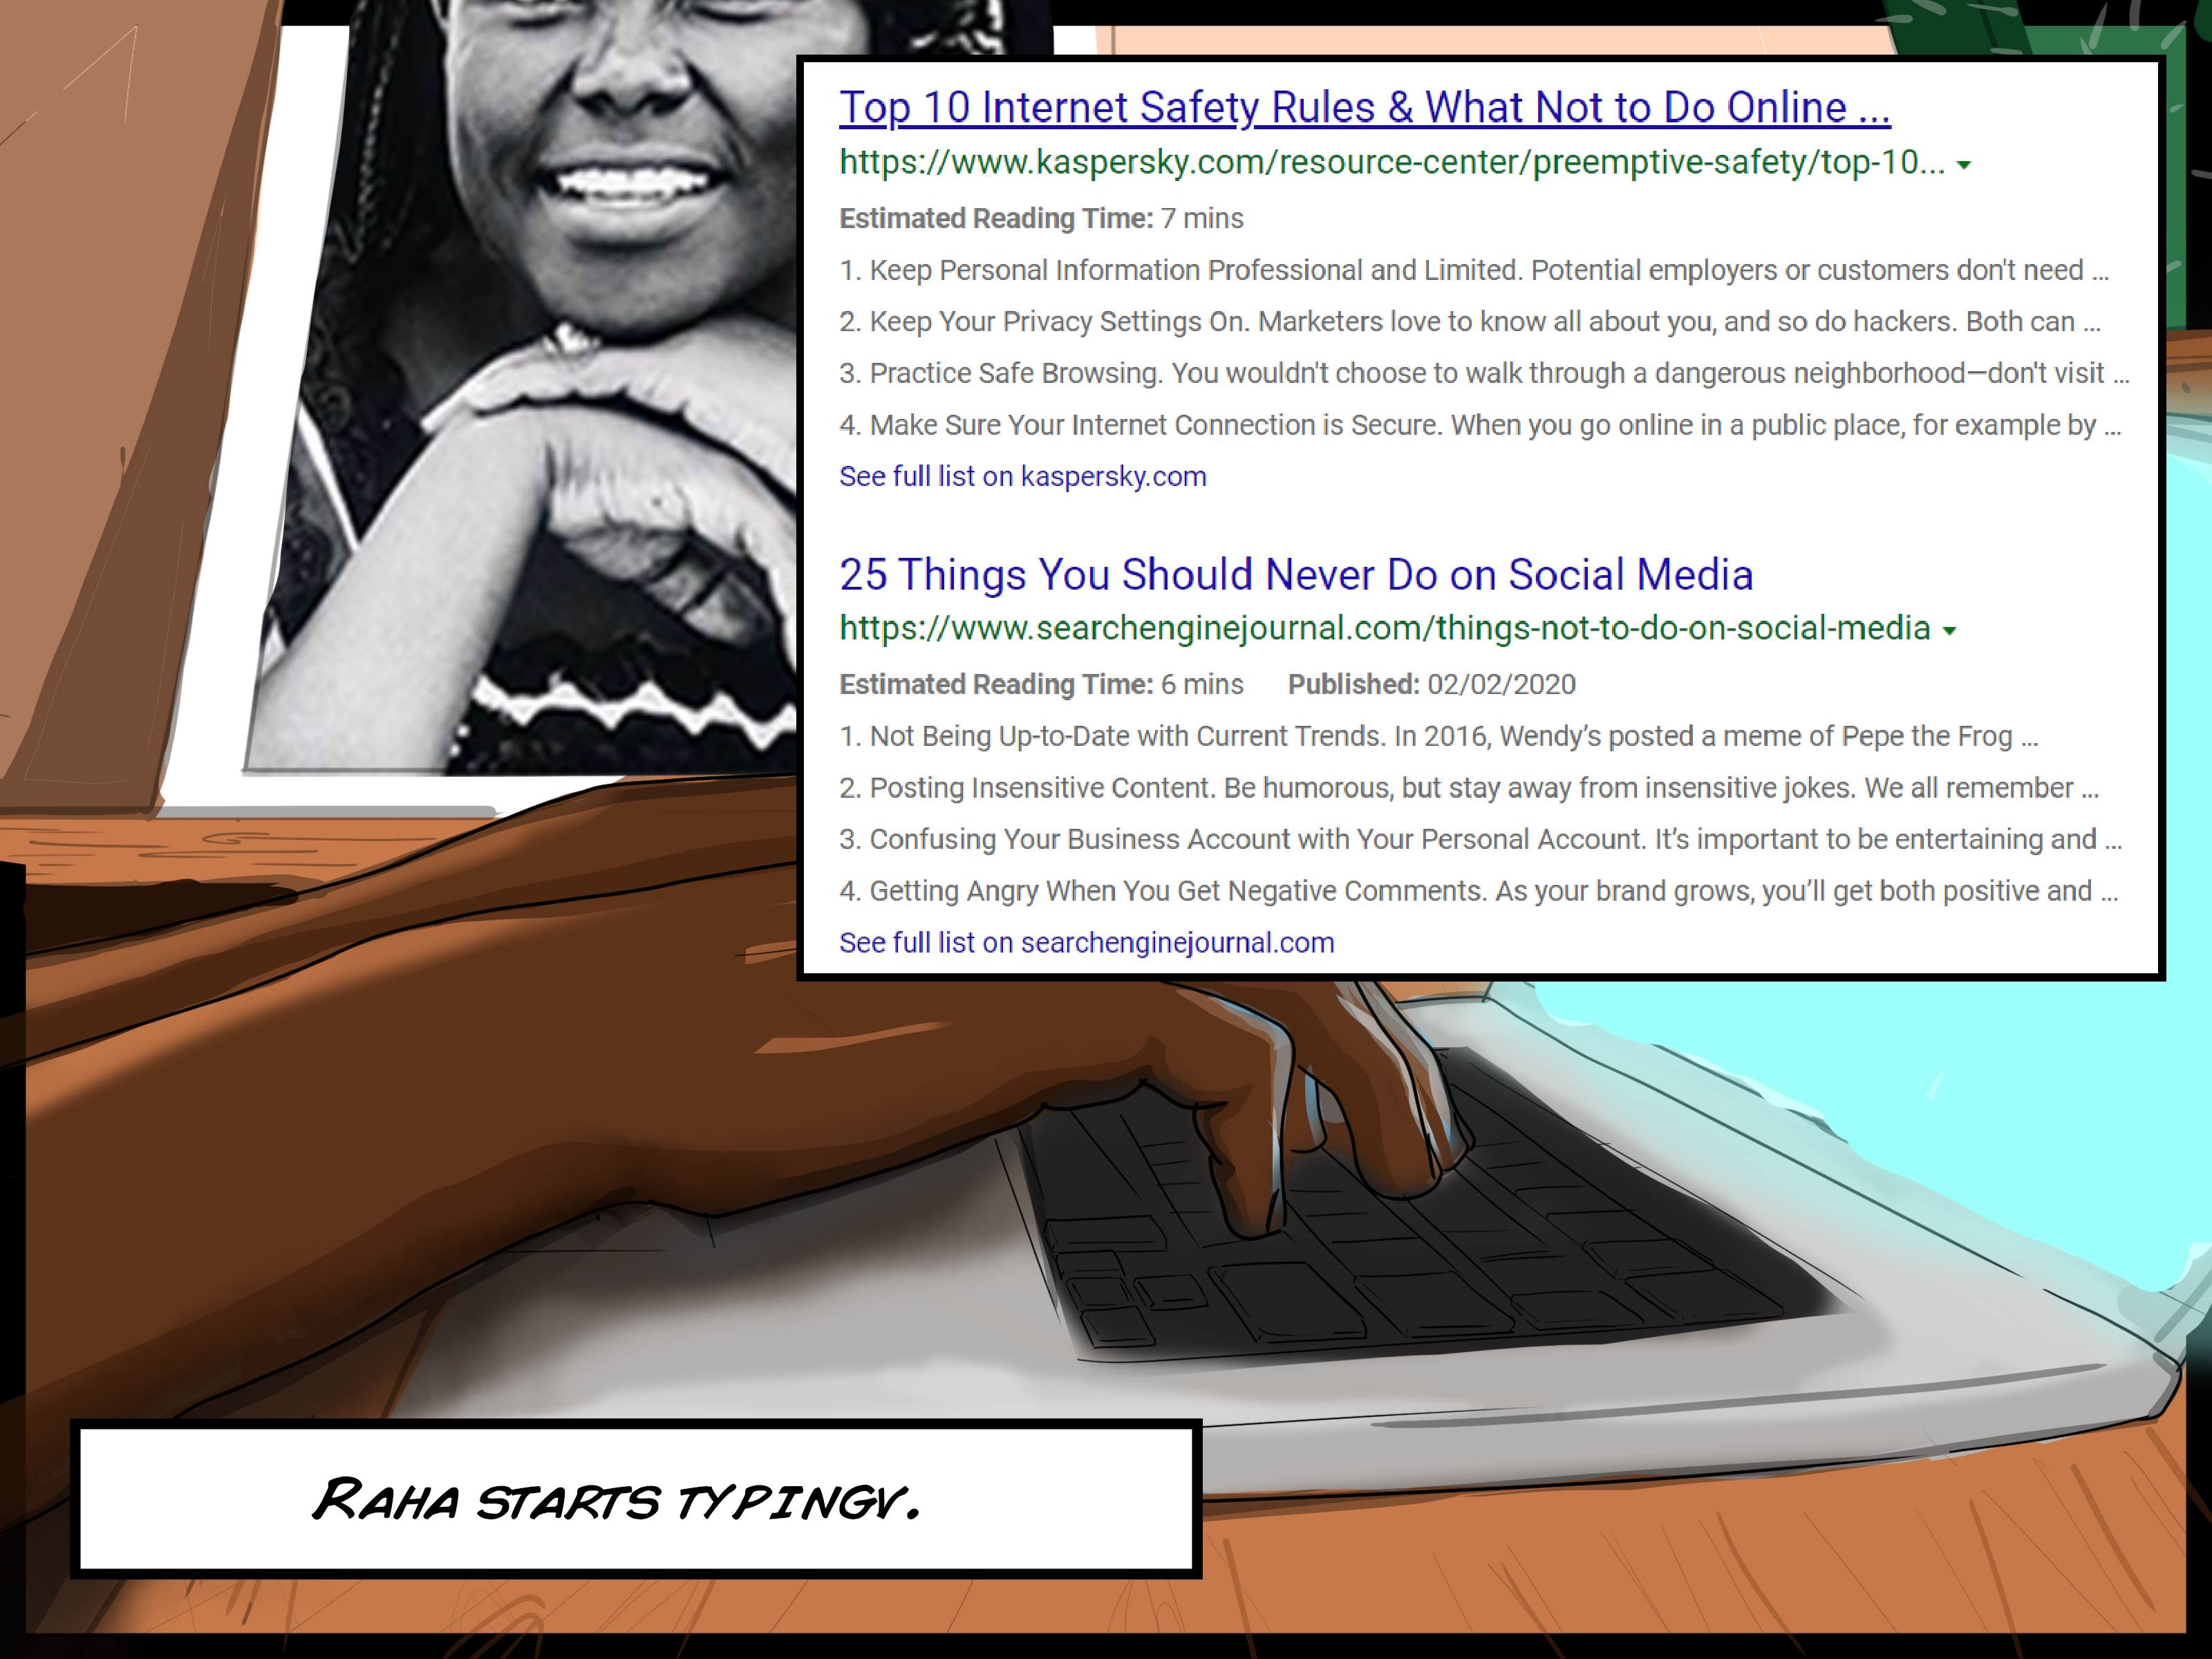 Top 10 Internet Safety Rules & What Not to Do Online ...
https://www.kaspersky.com/resource-center/preemptive-safety/top-10...
Estimated Reading Time: 7 mins
1. Keep Personal Information Professional and Limited. Potential employers or customers don't need ...
2. Keep Your Privacy Settings On. Marketers love to know all about you, and so do hackers. Both can ...
3. Practice Safe Browsing. You wouldn't choose to walk through a dangerous neighborhood—don't visit ...
4. Make Sure Your Internet Connection is Secure. When you go online in a public place, for example by ...
See full list on kaspersky.com
25 Things You Should Never Do on Social Media
https://www.searchenginejournal.com/things-not-to-do-on-social-media
Estimated Reading Time: 6 mins Published: 02/02/2020
1. Not Being Up-to-Date with Current Trends. In 2016, Wendy’s posted a meme of Pepe the Frog ...
2. Posting Insensitive Content. Be humorous, but stay away from insensitive jokes. We all remember ...
3. Confusing Your Business Account with Your Personal Account. It’s important to be entertaining and ...
4. Getting Angry When You Get Negative Comments. As your brand grows, you’ll get both positive and ...
See full list on searchenginejournal.com
RAHA STARTS TYPINGV.